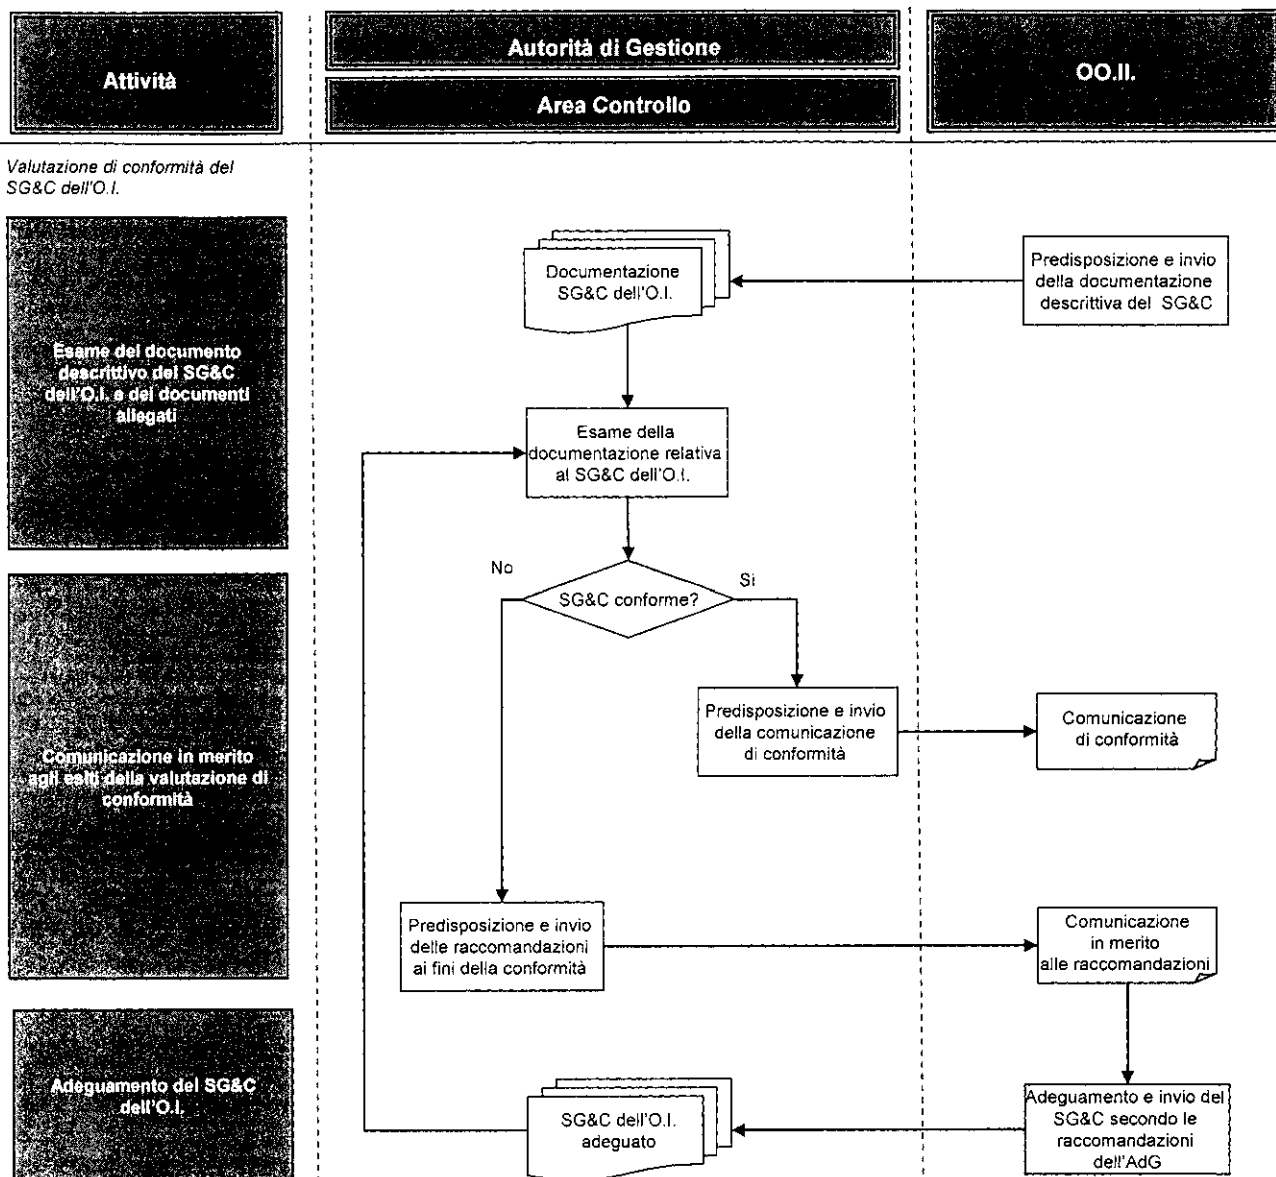 Attività
Autorità di Gestione
Area Controllo
OO.II.
Valutazione di conformità del
SG&C dell'O.I.
Esame del documento
descrittivo del SG&C
dell'O.I. e dei documenti
allegati
Documentazione
SG&C dell'O.I.
Predisposizione e invio
della documentazione
descrittiva del SG&C
Esame della
documentazione relativa
al SG&C dell'O.I.
No
SG&C conforme?
Si
Comunicazione in merito
agli esiti della valutazione di
conformità
Predisposizione e invio
della comunicazione
di conformità
Comunicazione
di conformità
Predisposizione e invio
delle raccomandazioni
ai fini della conformità
Comunicazione
in merito
alle raccomandazioni
Adeguamento del SG&C
dell'O.I.
SG&C dell'O.I.
adeguato
Adeguamento e invio del
SG&C secondo le
raccomandazioni
dell'AdG